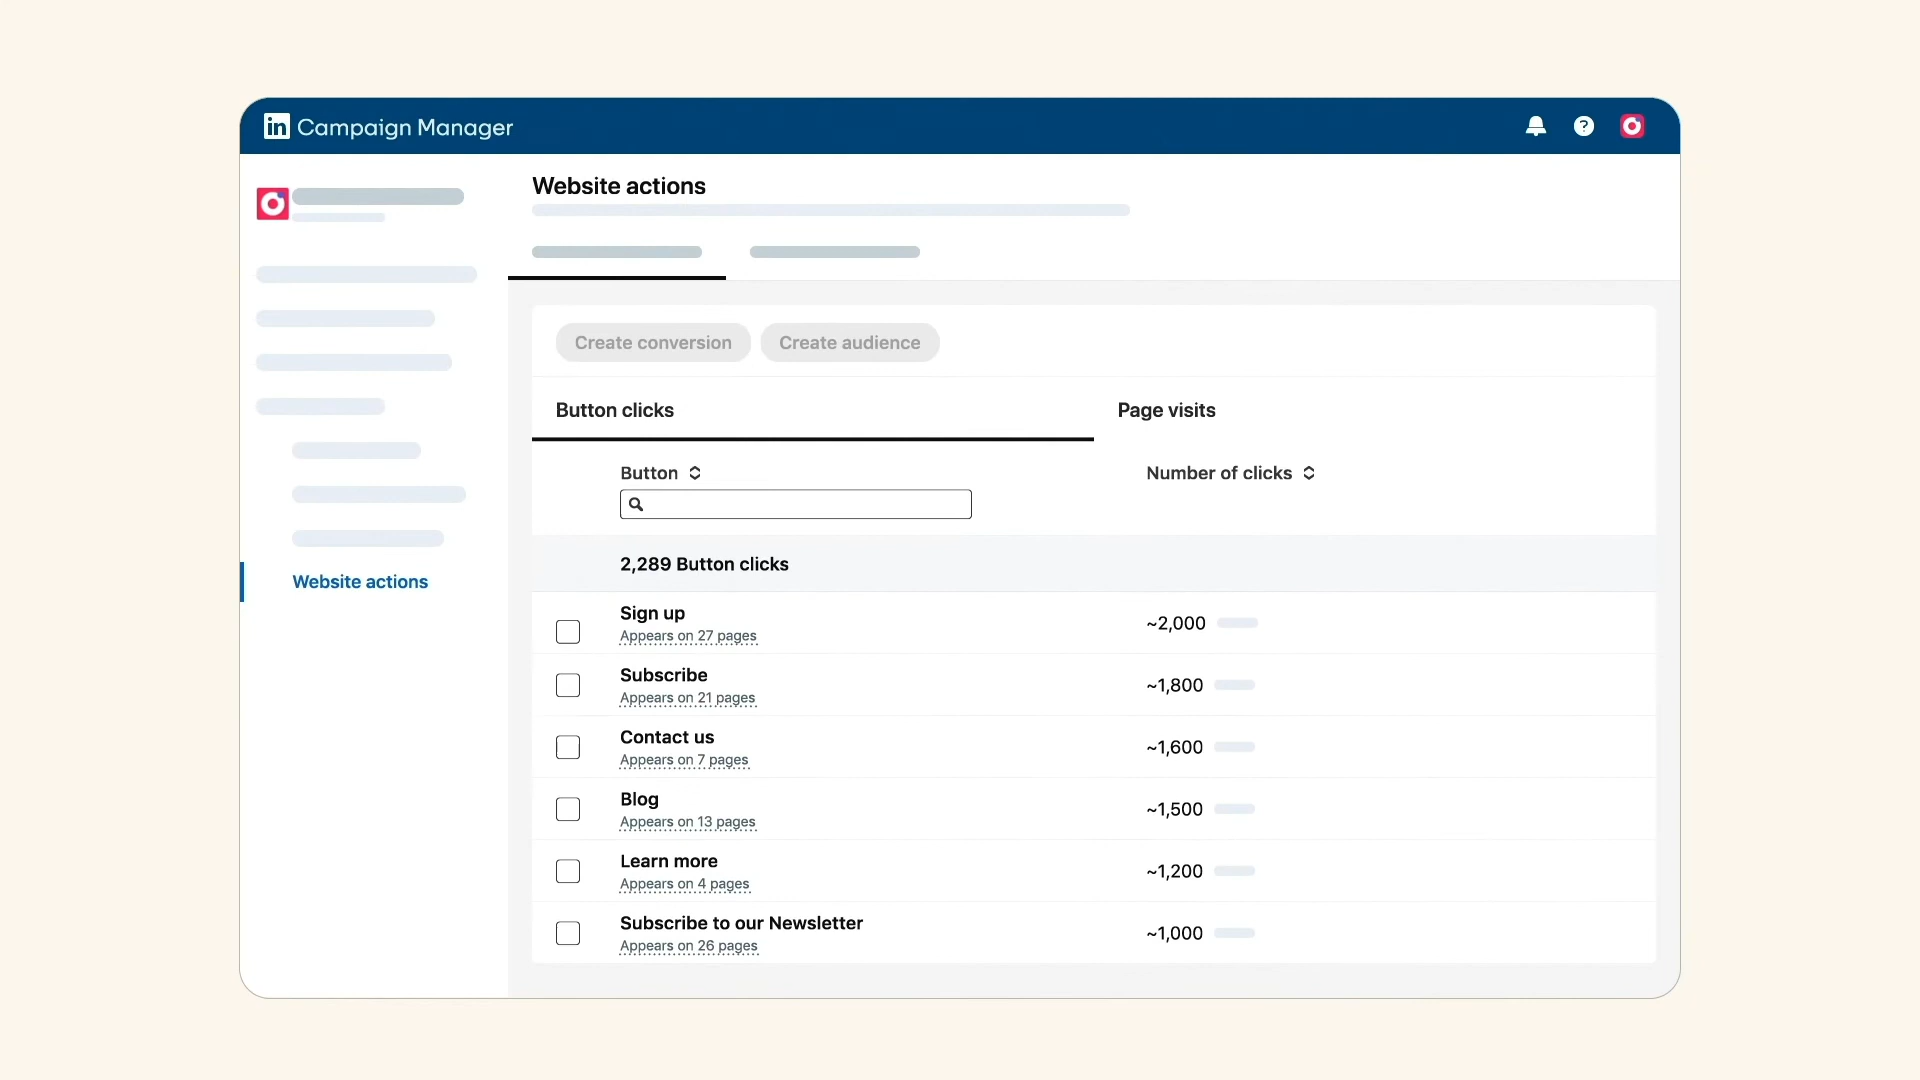 in Campaign Manager
?
Website actions
Create conversion
Create audience
Button clicks
Page visits
Button
Number of clicks
2,289 Button clicks
Sign up
Appears on 27 pages
~2,000
Subscribe
Appears on 21 pages
~1,800
Contact us
Appears on 7 pages
~1,600
Blog
Appears on 13 pages
~1,500
Learn more
Appears on 4 pages
~1,200
Subscribe to our Newsletter
Appears on 26 pages
~1,000
Website actions